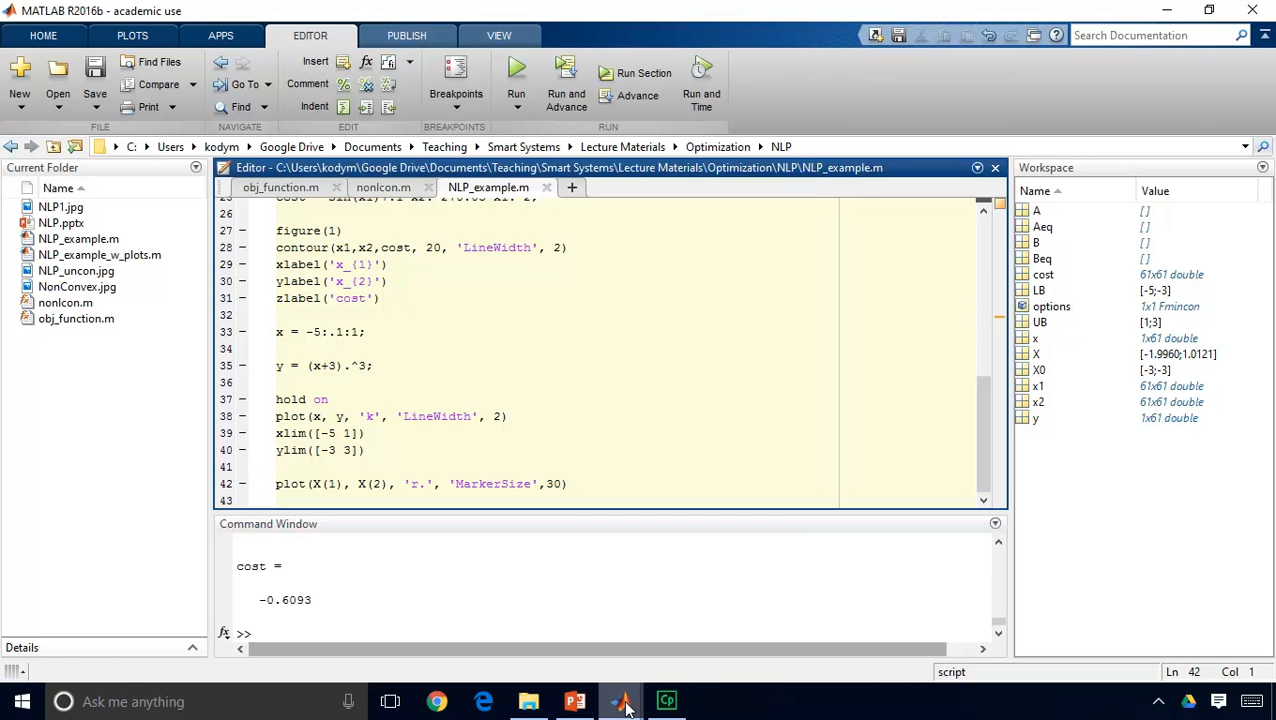 MATLAB R2016b - academic use
HOME PLOTS APPS EDITOR PUBLISH VIEW
Search Documentation
New Open Save Find Files Compare Print
Go To Find
Insert fx
Comment
Indent
Breakpoints
Run Run and Advance Run Section Advance Run and Time
FILE NAVIGATE EDIT BREAKPOINTS RUN
C: Users kodym Google Drive Documents Teaching Smart Systems Lecture Materials Optimization NLP
Current Folder
Name
NLP1.jpg
NLP.pptx
NLP_example.m
NLP_example_w_plots.m
NLP_uncon.jpg
NonConvex.jpg
nonlcon.m
obj_function.m
Details
Editor - C:\Users\kodym\Google Drive\Documents\Teaching\Smart Systems\Lecture Materials\Optimization\NLP\NLP_example.m
obj_function.m nonlcon.m NLP_example.m
26
27 figure(1)
28 contour(x1,x2,cost, 20, 'LineWidth', 2)
29 xlabel('x_{1}')
30 ylabel('x_{2}')
31 zlabel('cost')
32
33 x = -5:.1:1;
34
35 y = (x+3).^3;
36
37 hold on
38 plot(x, y, 'k', 'LineWidth', 2)
39 xlim([-5 1])
40 ylim([-3 3])
41
42 plot(X(1), X(2), 'r.', 'MarkerSize',30)
43
Command Window
cost =
-0.6093
fx >>
Workspace
Name Value
A []
Aeq []
B []
Beq []
cost 61x61 double
LB [-5;-3]
options 1x1 Fmincon
UB [1;3]
x 1x61 double
X [-1.9960;1.0121]
X0 [-3;-3]
x1 61x61 double
x2 61x61 double
y 1x61 double
script Ln 42 Col 1
Ask me anything
Cp